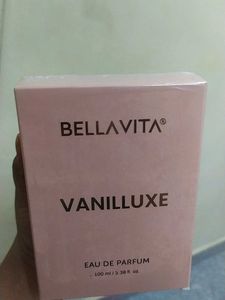 BELLAVITA®
VANILLUXE
EAU DE PARFUM
100 ml / 3.38 fl. oz.